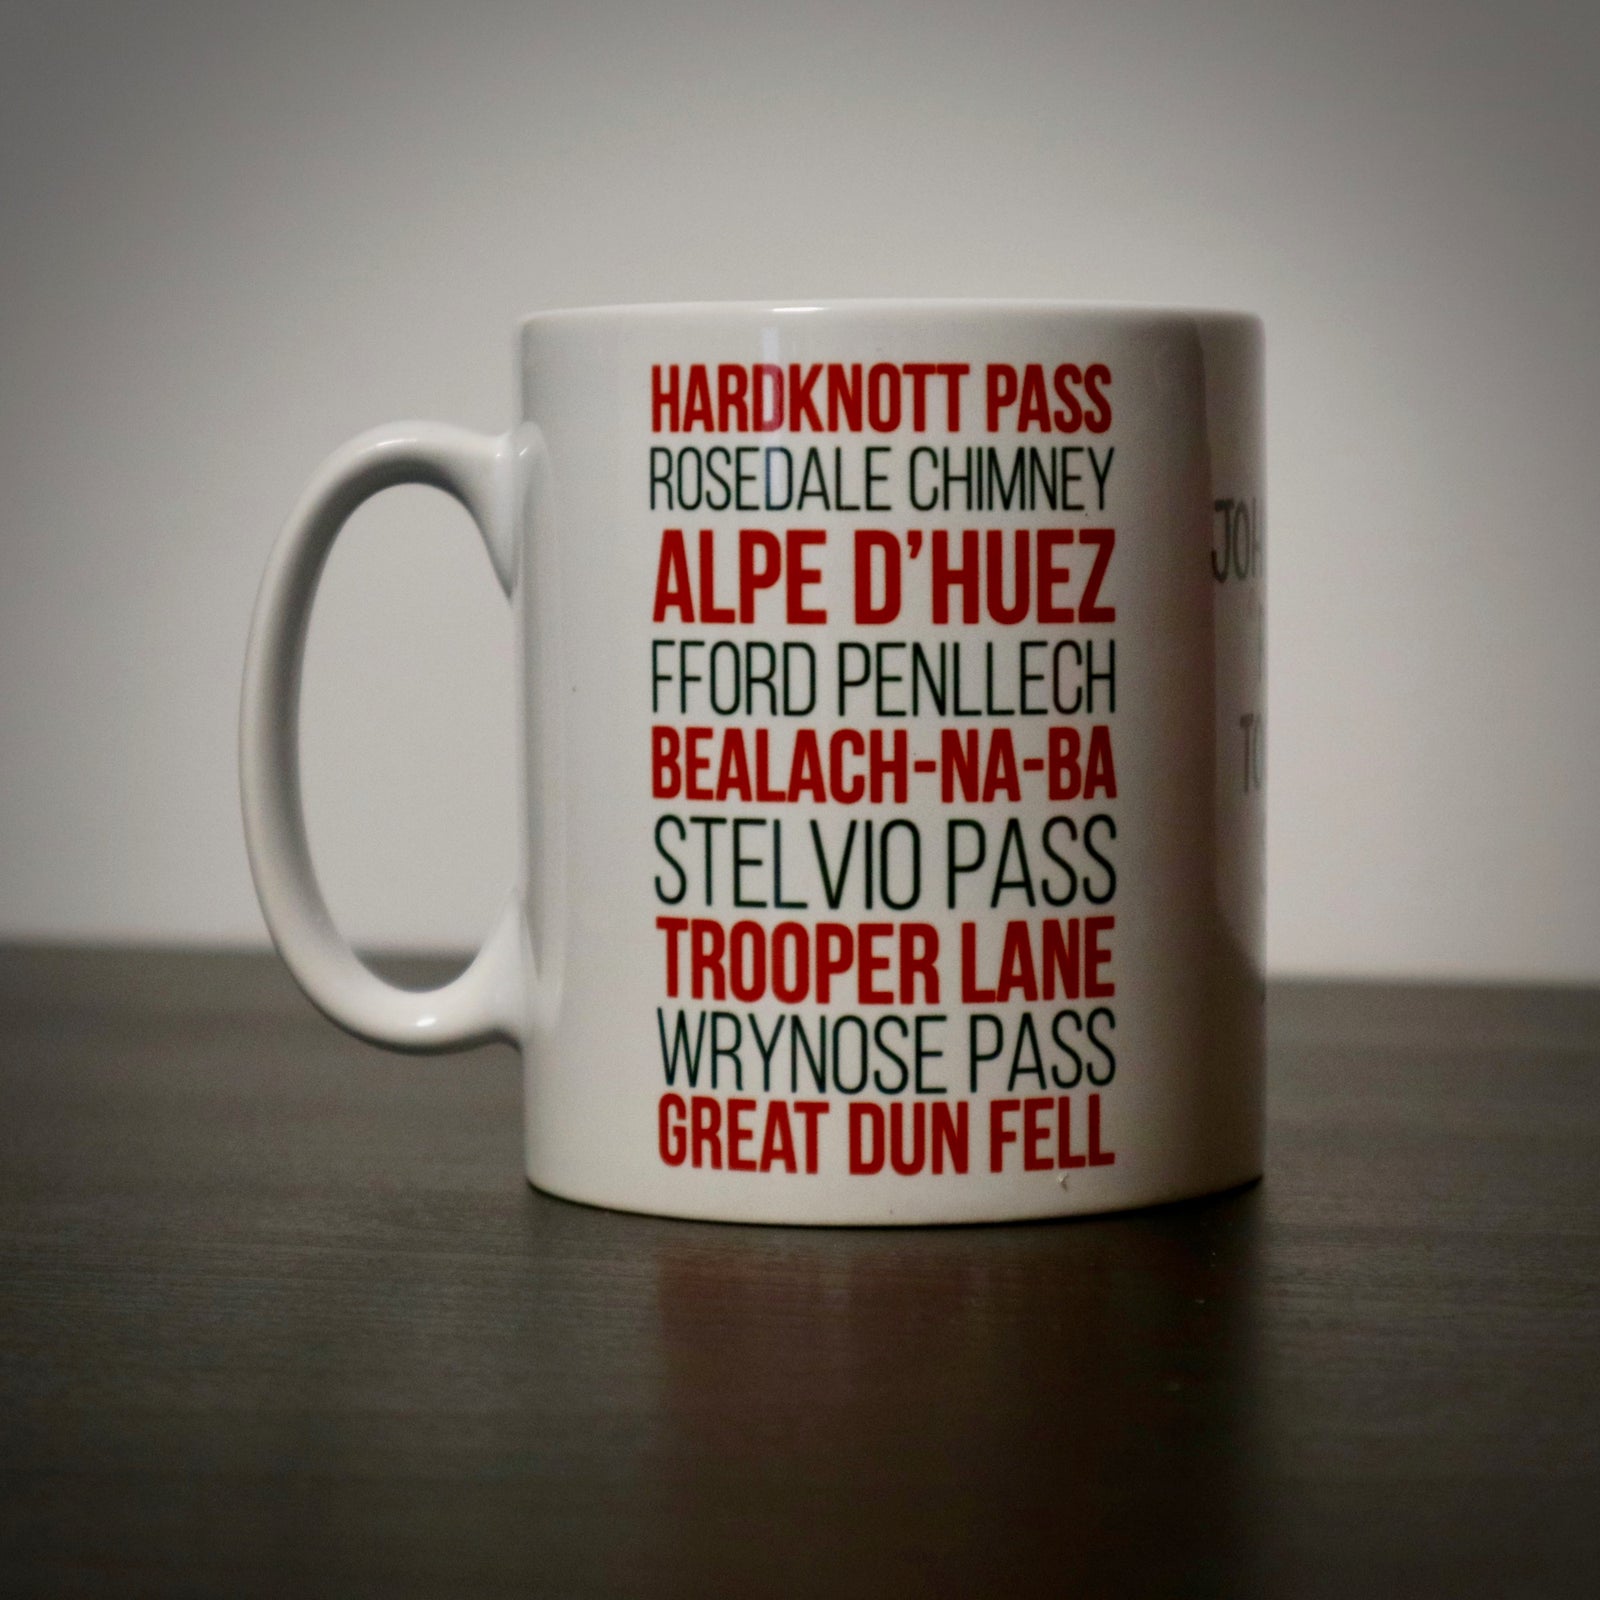 HARDKNOTT PASS
ROSEDALE CHIMNEY
ALPE D'HUEZ
FFORD PENLLECH
BEALACH-NA-BA
STELVIO PASS
TROOPER LANE
WRYNOSE PASS
GREAT DUN FELL